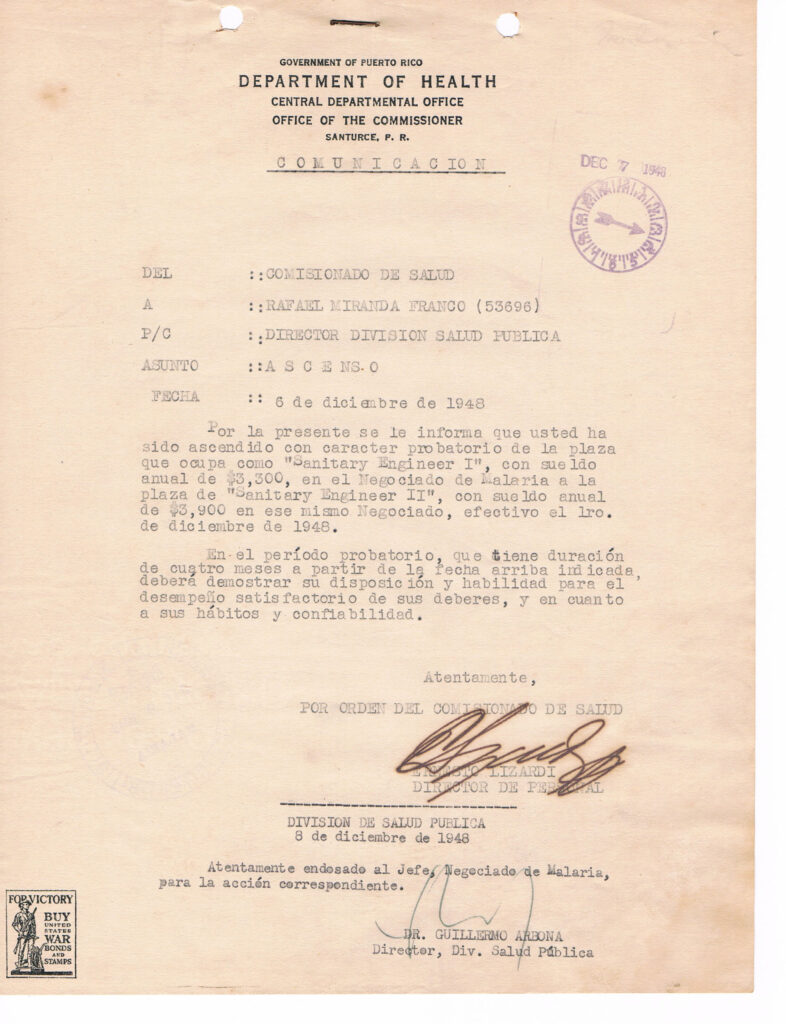 GOVERNMENT OF PUERTO RICO
DEPARTMENT OF HEALTH
CENTRAL DEPARTMENTAL OFFICE
OFFICE OF THE COMMISSIONER
SANTURCE, P. R.
C O M U N I C A C I O N
DEC 7 1948
DEL ::COMISIONADO DE SALUD
A ::RAFAEL MIRANDA FRANCO (53696)
P/C ::DIRECTOR DIVISION SALUD PUBLICA
ASUNTO ::A S C E NS-O
FECHA :: 6 de diciembre de 1948
Por la presente se le informa que usted ha
sido ascendido con caracter probatorio de la plaza
que ocupa como "Sanitary Engineer I", con sueldo
anual de $3,300, en el Negociado de Malaria a la
plaza de "Sanitary Engineer II", con sueldo anual
de $3,900 en ese mismo Negociado, efectivo el 1ro.
de diciembre de 1948.
En el período probatorio, que tiene duración
de cuatro meses a partir de la fecha arriba indicada,
deberá demostrar su disposición y habilidad para el
desempeño satisfactorio de sus deberes, y en cuanto
a sus hábitos y confiabilidad.
Atentamente,
POR ORDEN DEL COMISIONADO DE SALUD
ERNESTO LIZARDI
DIRECTOR DE PERSONAL
DIVISION DE SALUD PUBLICA
8 de diciembre de 1948
Atentamente endosado al Jefe, Negociado de Malaria,
para la acción correspondiente.
DR. GUILLERMO ARBONA
Director, Div. Salud Pública
FOR VICTORY
BUY
UNITED
STATES
WAR
BONDS
AND
STAMPS